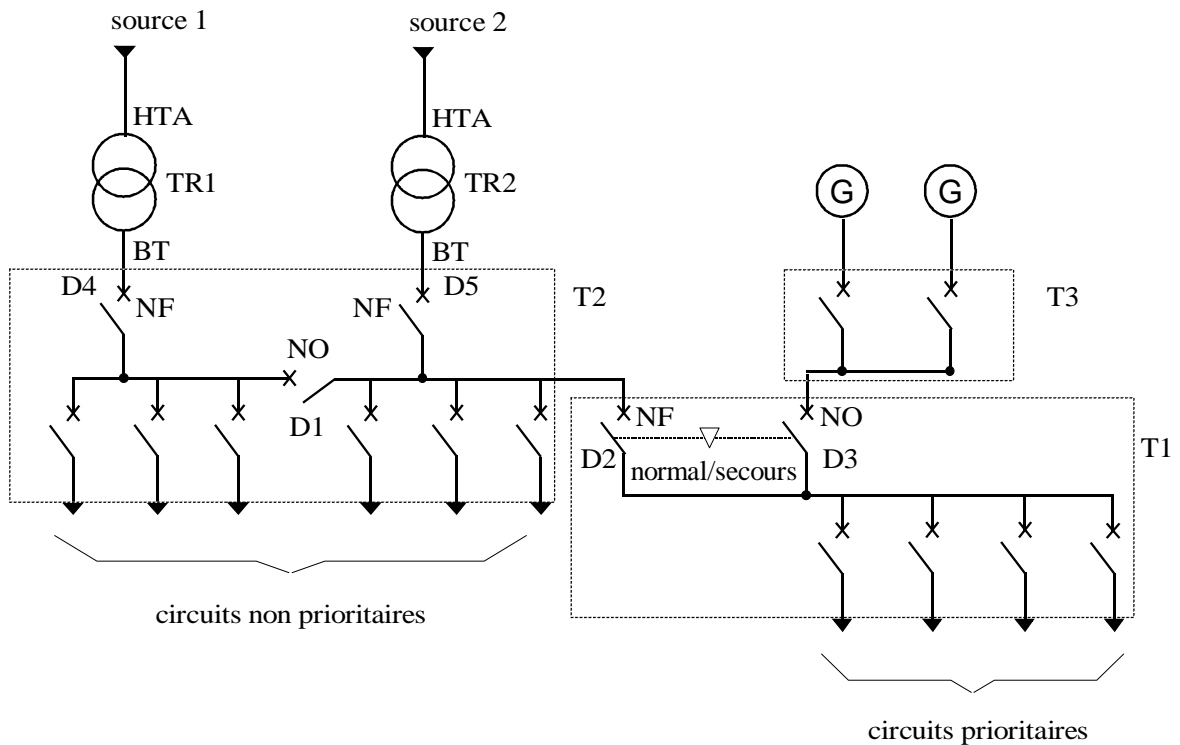 source 1
source 2
HTA
HTA
TR1
TR2
G
G
BT
BT
D4
NF
NF
D5
T2
T3
NO
D1
NF
NO
D2
normal/secours
D3
T1
circuits non prioritaires
circuits prioritaires